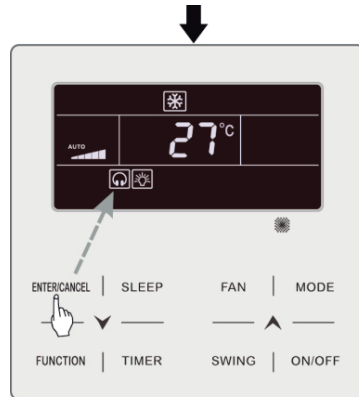 27°C
AUTO
ENTER/CANCEL SLEEP FAN MODE
FUNCTION TIMER SWING ON/OFF